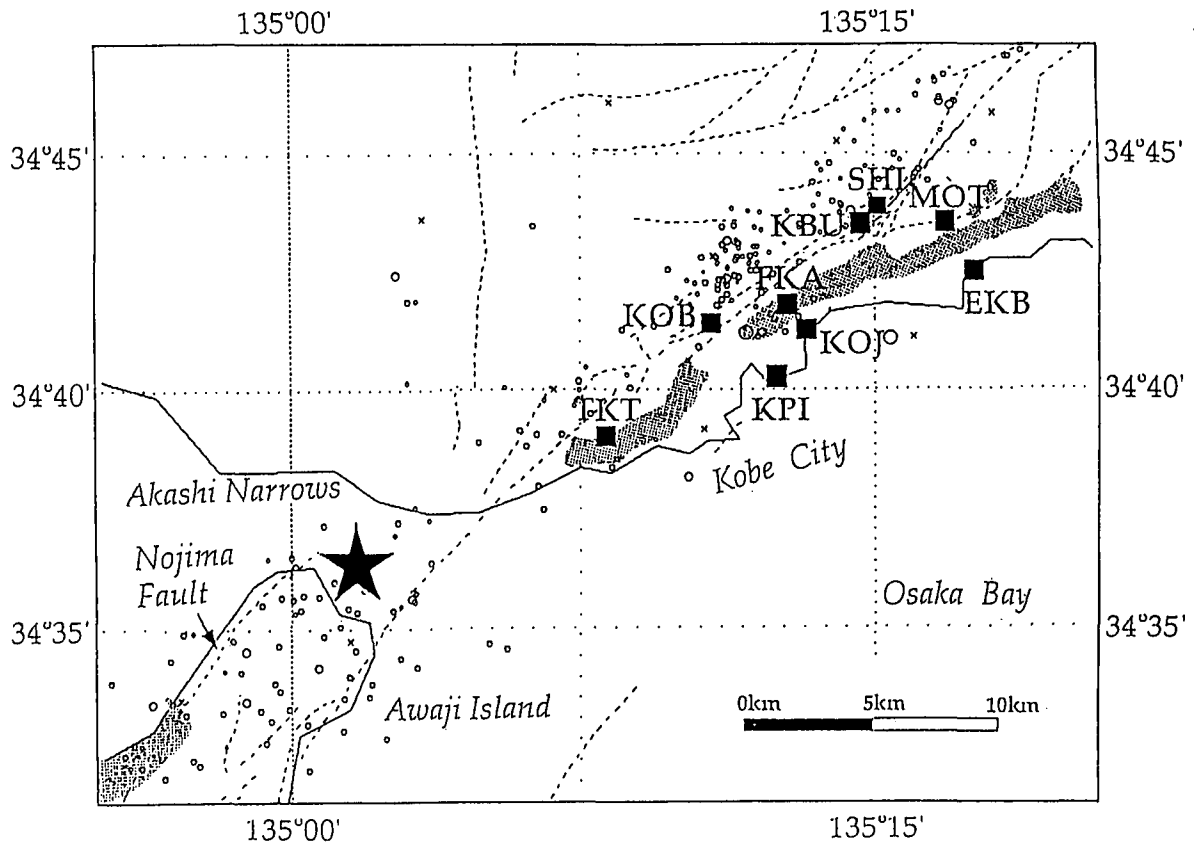 135°00' 135°15'
34°45' 34°45'
SHI
MOT
KBU
FKA
KOB
EKB
KOJ
34°40' 34°40'
TKT
KPI
Kobe City
Akashi Narrows
Nojima
Fault
Osaka Bay
34°35' 34°35'
Awaji Island
0km 5km 10km
135°00' 135°15'